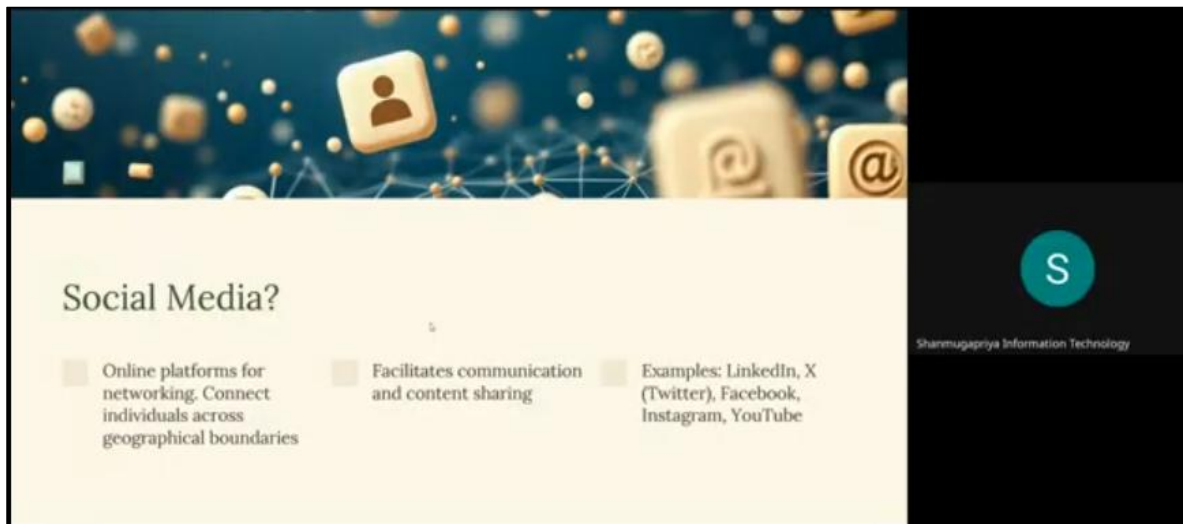 @
@
Social Media?
Online platforms for
networking. Connect
individuals across
geographical boundaries
Facilitates communication
and content sharing
Examples: LinkedIn, X
(Twitter), Facebook,
Instagram, YouTube
S
Shanmugapriya Information Technology